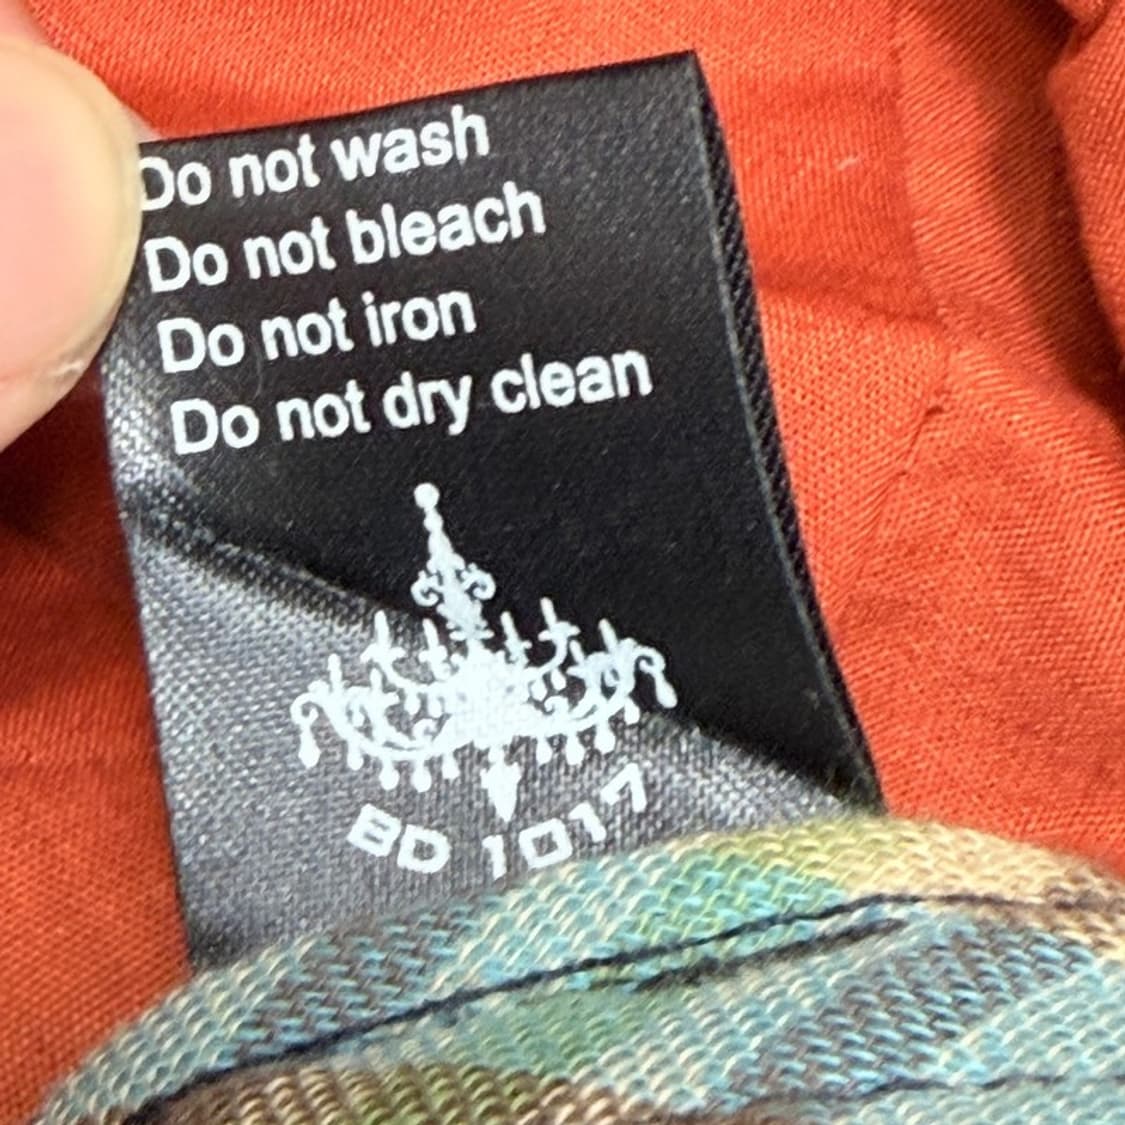 Do not wash
Do not bleach
Do not iron
Do not dry clean
BD 1017